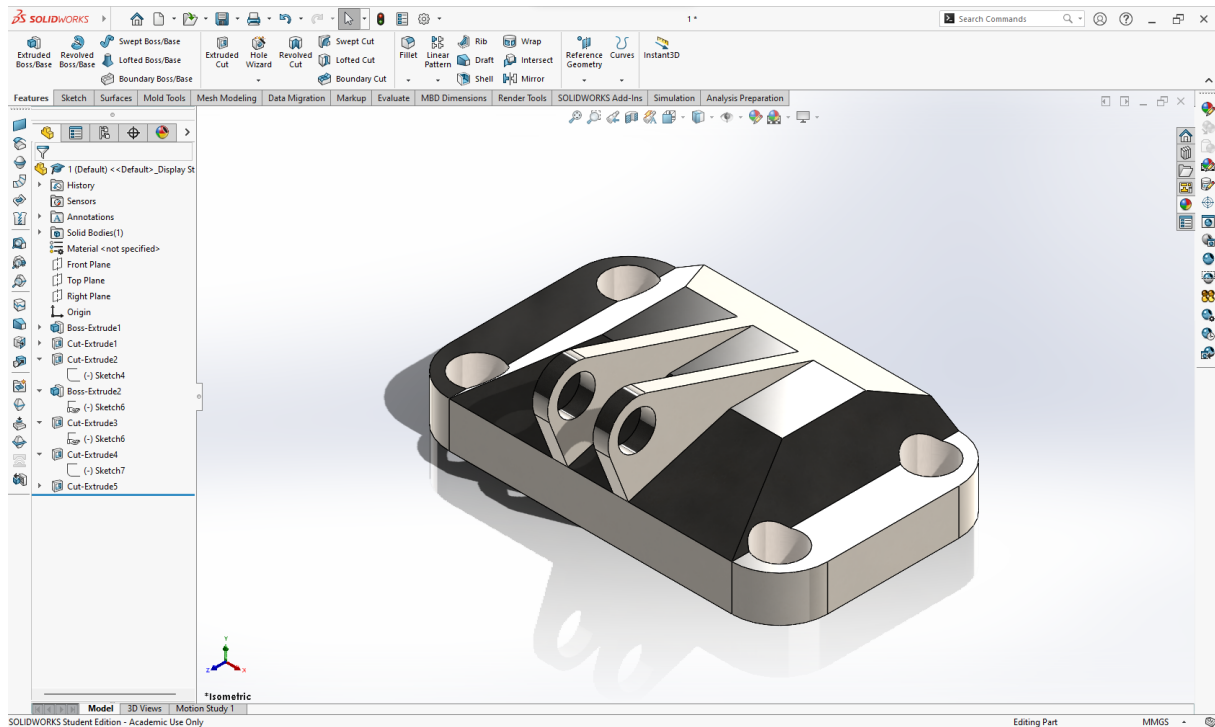 SOLIDWORKS
1 *
Search Commands
Extruded Boss/Base
Revolved Boss/Base
Swept Boss/Base
Lofted Boss/Base
Boundary Boss/Base
Extruded Cut
Hole Wizard
Revolved Cut
Swept Cut
Lofted Cut
Boundary Cut
Fillet
Linear Pattern
Rib
Draft
Shell
Wrap
Intersect
Mirror
Reference Geometry
Curves
Instant3D
Features Sketch Surfaces Mold Tools Mesh Modeling Data Migration Markup Evaluate MBD Dimensions Render Tools SOLIDWORKS Add-Ins Simulation Analysis Preparation
1 (Default) <<Default>_Display St
History
Sensors
Annotations
Solid Bodies(1)
Material <not specified>
Front Plane
Top Plane
Right Plane
Origin
Boss-Extrude1
Cut-Extrude1
Cut-Extrude2
(-) Sketch4
Boss-Extrude2
(-) Sketch6
Cut-Extrude3
(-) Sketch6
Cut-Extrude4
(-) Sketch7
Cut-Extrude5
Y
Z
X
*Isometric
Model 3D Views Motion Study 1
SOLIDWORKS Student Edition - Academic Use Only
Editing Part
MMGS